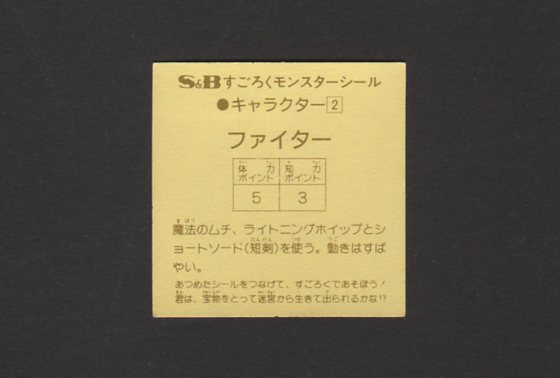 S&Bすごろくモンスターシール
●キャラクター2
ファイター
体力ポイント 知力ポイント
5 3
魔法のムチ、ライトニングホイップとシ
ョートソード(短剣)を使う。動きはすば
やい。
あつめたシールをつなげて、すごろくであそぼう!
君は、宝物をとって迷宮から生きて出られるかな!?